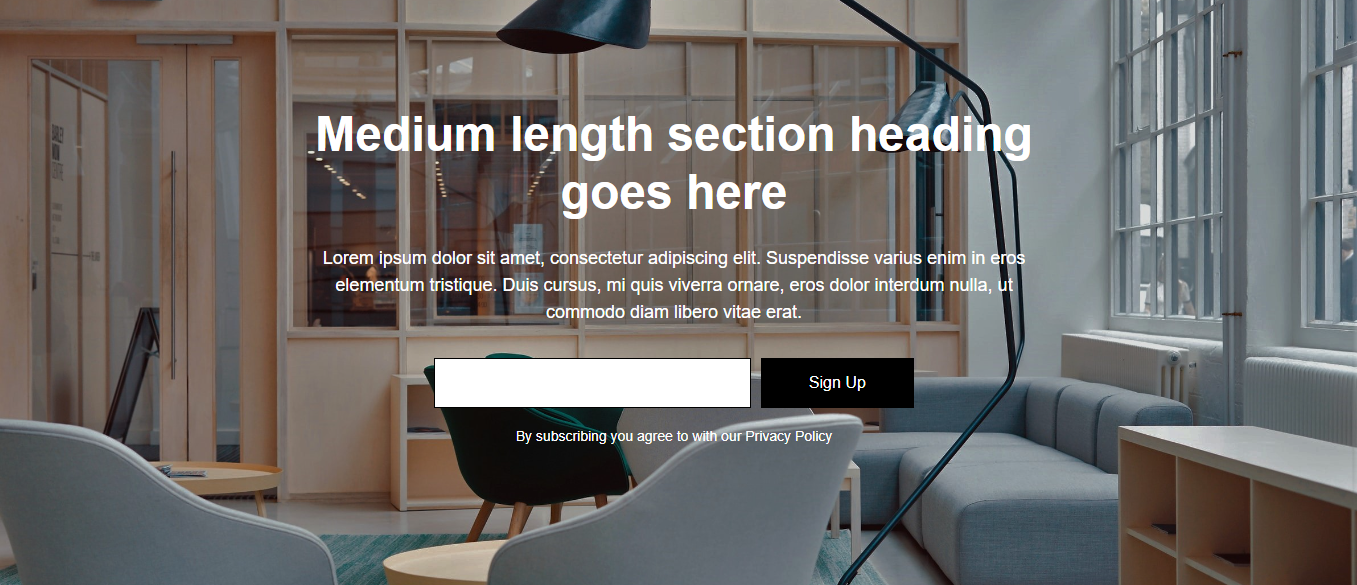 Medium length section heading
goes here
Lorem ipsum dolor sit amet, consectetur adipiscing elit. Suspendisse varius enim in eros
elementum tristique. Duis cursus, mi quis viverra ornare, eros dolor interdum nulla, ut
commodo diam libero vitae erat.
Sign Up
By subscribing you agree to with our Privacy Policy